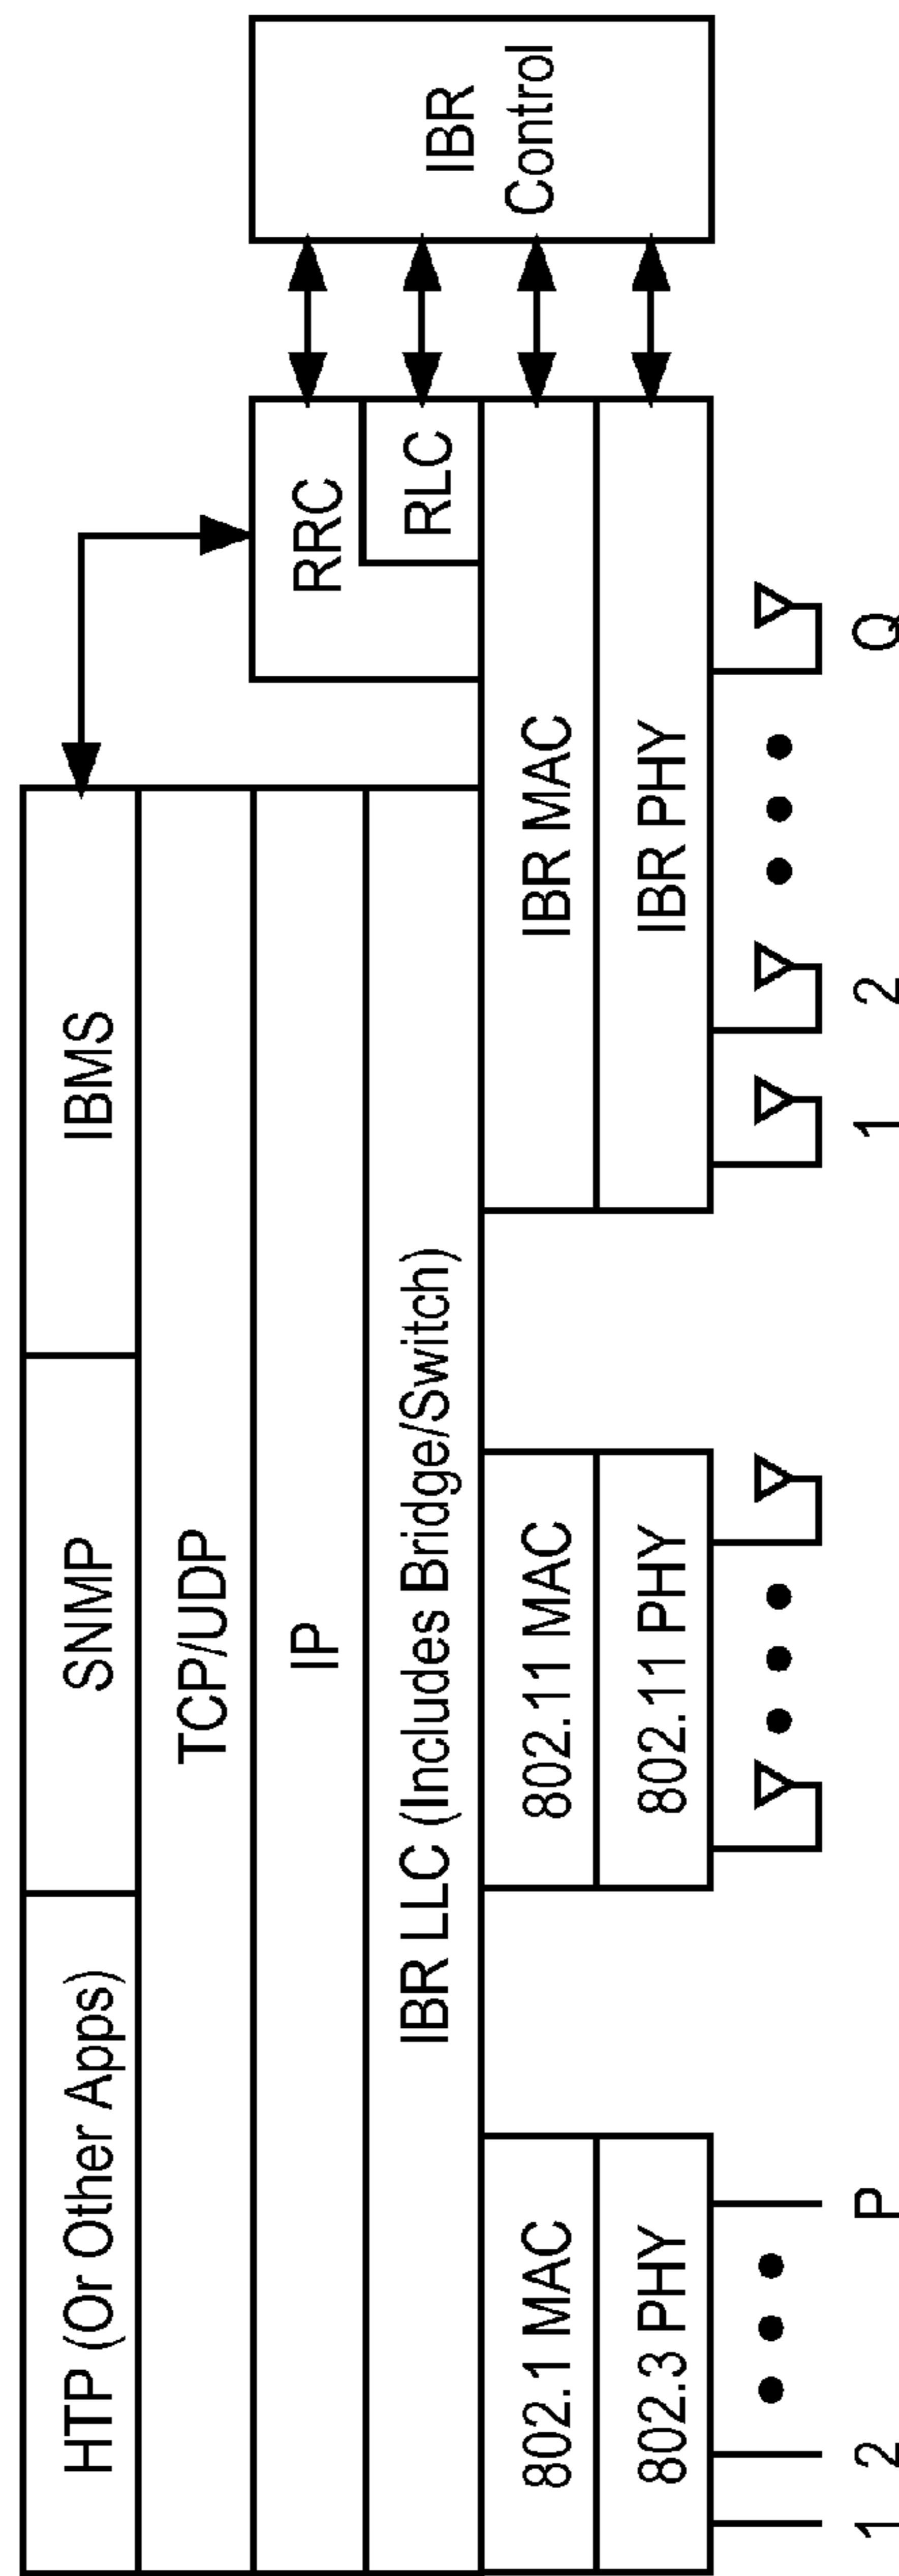 HTP (Or Other Apps)
SNMP
IBMS
TCP/UDP
IP
RRC
IBR
Control
IBR LLC (Includes Bridge/Switch)
RLC
802.1 MAC
802.11 MAC
IBR MAC
802.3 PHY
802.11 PHY
IBR PHY
1 2 P
1 2 Q